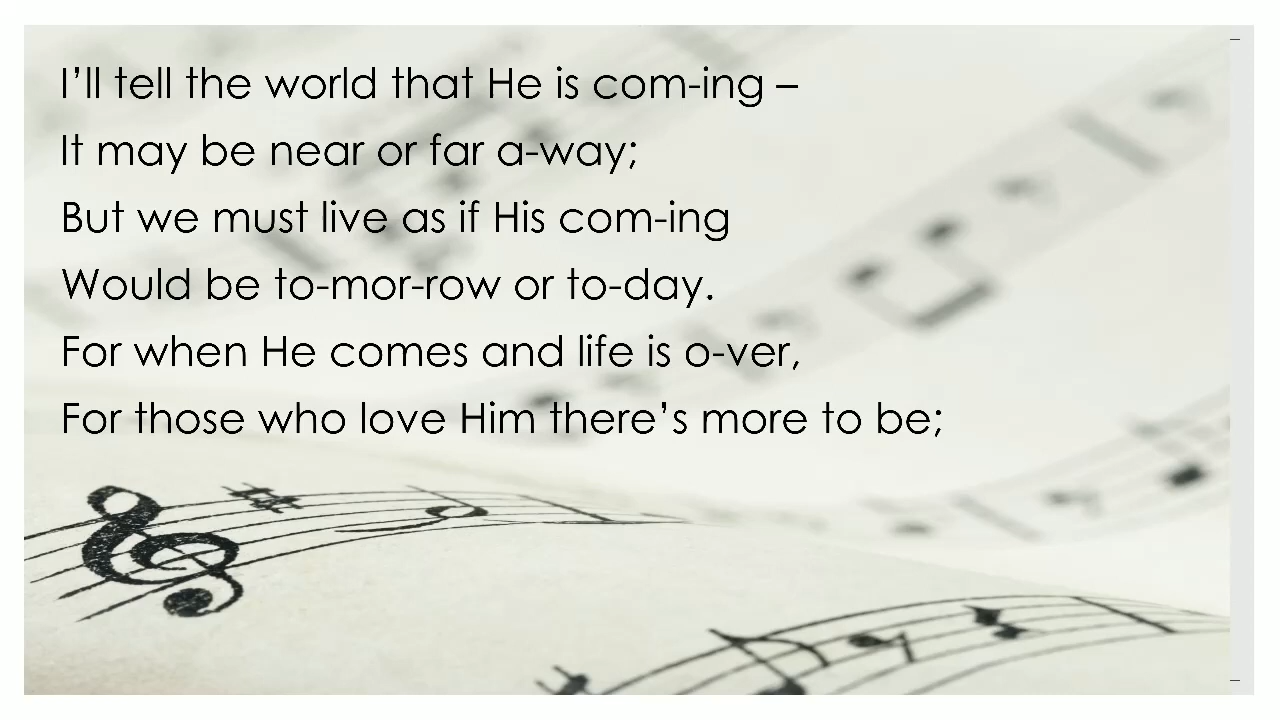 I’ll tell the world that He is com-ing –
It may be near or far a-way;
But we must live as if His com-ing
Would be to-mor-row or to-day.
For when He comes and life is o-ver,
For those who love Him there’s more to be;